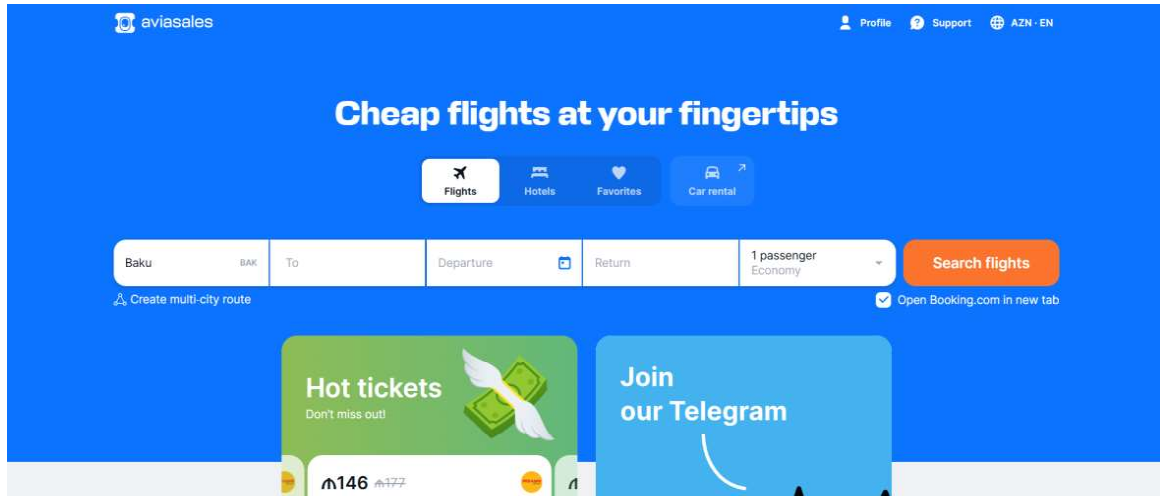 aviasales
Profile Support AZN · EN
Cheap flights at your fingertips
Flights Hotels Favorites Car rental
Baku BAK To Departure Return 1 passenger Search flights
Economy
Create multi-city route Open Booking.com in new tab
Hot tickets
Don't miss out!
₼146 ₼177
Join
our Telegram